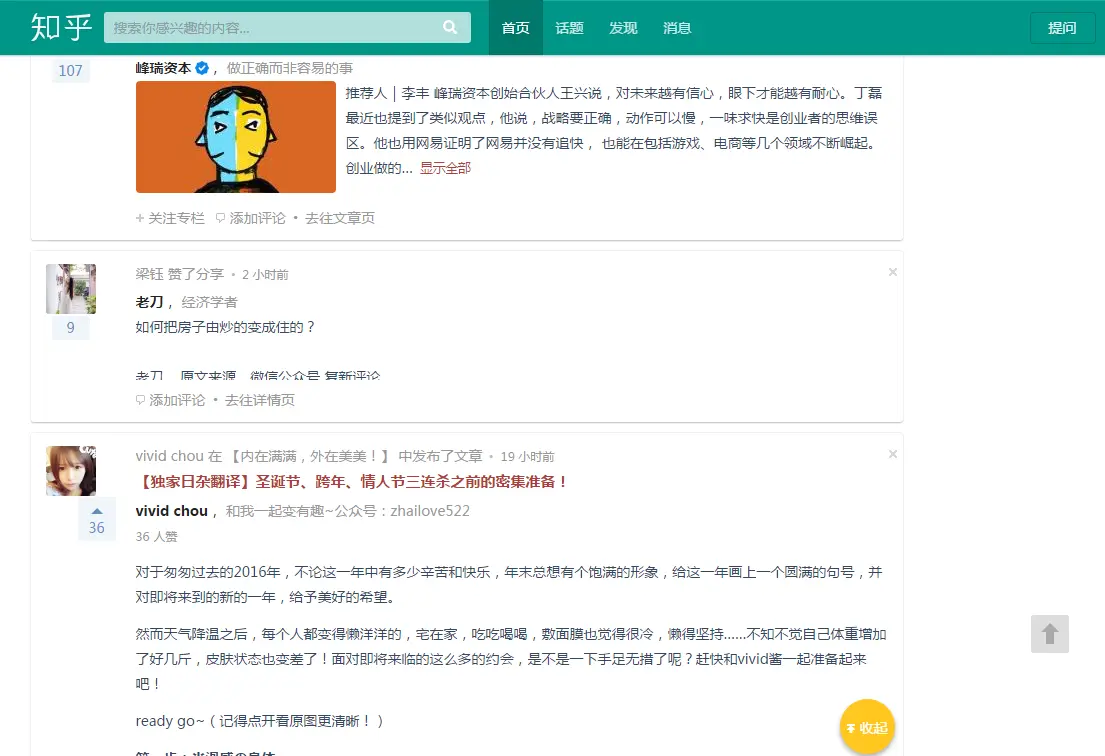 知乎 搜索你感兴趣的内容... 首页 话题 发现 消息 提问
107
峰瑞资本 ，做正确而非容易的事
推荐人 | 李丰 峰瑞资本创始合伙人王兴说，对未来越有信心，眼下才能越有耐心。丁磊
最近也提到了类似观点，他说，战略要正确，动作可以慢，一味求快是创业者的思维误
区。他也用网易证明了网易并没有追快， 也能在包括游戏、电商等几个领域不断崛起。
创业做的... 显示全部
+ 关注专栏 添加评论 • 去往文章页
梁钰 赞了分享 • 2 小时前
9
老刀 ，经济学者
如何把房子由炒的变成住的？
老刀 原文来源 微信公众号 复新评论
添加评论 • 去往详情页
vivid chou 在 【内在满满，外在美美！】 中发布了文章 • 19 小时前
【独家日杂翻译】圣诞节、跨年、情人节三连杀之前的密集准备！
36
vivid chou ，和我一起变有趣~公众号：zhailove522
36 人赞
对于匆匆过去的2016年，不论这一年中有多少辛苦和快乐，年末总想有个饱满的形象，给这一年画上一个圆满的句号，并
对即将来到的新的一年，给予美好的希望。
然而天气降温之后，每个人都变得懒洋洋的，宅在家，吃吃喝喝，敷面膜也觉得很冷，懒得坚持......不知不觉自己体重增加
了好几斤，皮肤状态也变差了！面对即将来临的这么多的约会，是不是一下手足无措了呢？赶快和vivid酱一起准备起来
吧！
ready go~（记得点开看原图更清晰！）
收起